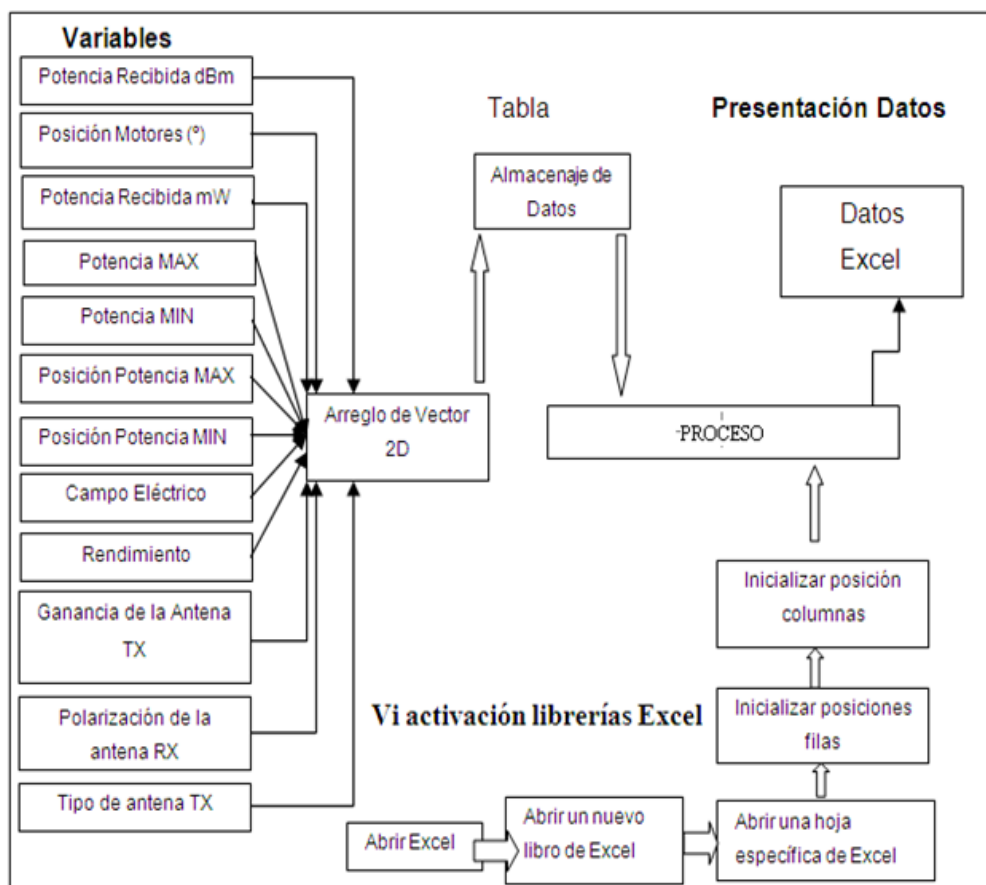 Variables
Potencia Recibida dBm
Posición Motores (º)
Potencia Recibida mW
Potencia MAX
Potencia MIN
Posición Potencia MAX
Posición Potencia MIN
Campo Eléctrico
Rendimiento
Ganancia de la Antena
TX
Polarización de la
antena RX
Tipo de antena TX
Arreglo de Vector
2D
Tabla
Almacenaje de
Datos
Presentación Datos
Datos
Excel
PROCESO
Inicializar posición
columnas
Inicializar posiciones
filas
Vi activación librerías Excel
Abrir Excel
Abrir un nuevo
libro de Excel
Abrir una hoja
específica de Excel